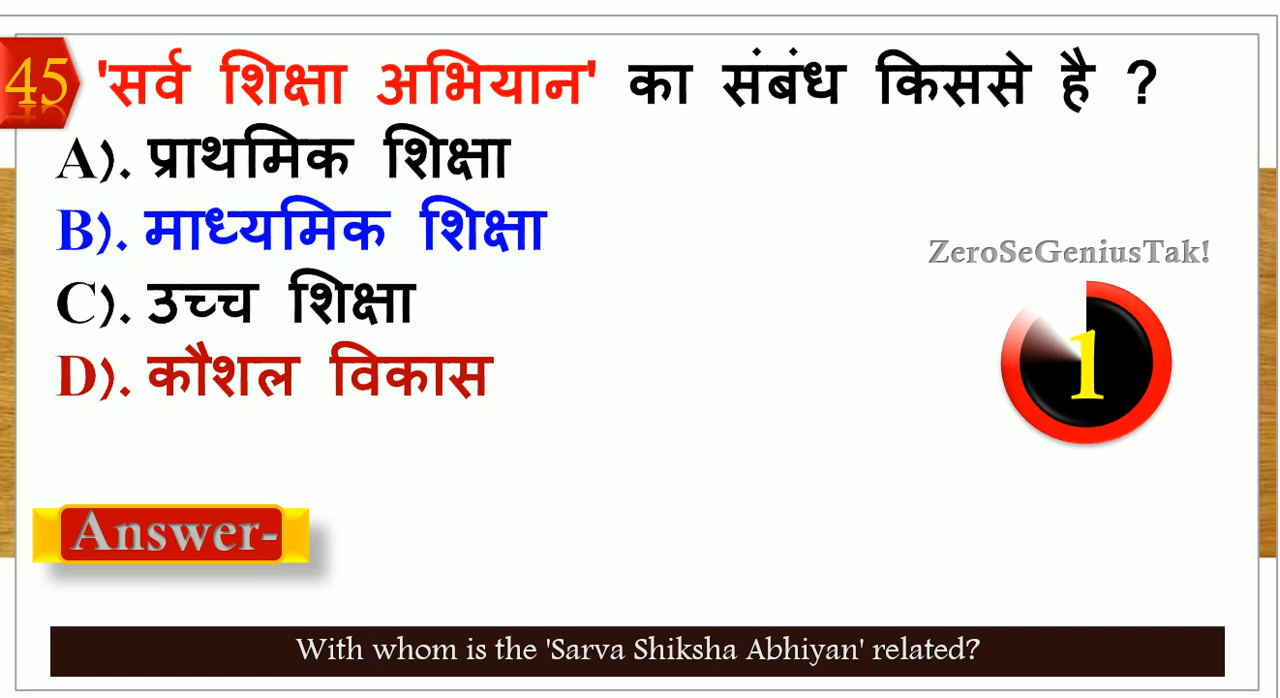 45 'सर्व शिक्षा अभियान' का संबंध किससे है ?
A). प्राथमिक शिक्षा
B). माध्यमिक शिक्षा
C). उच्च शिक्षा
D). कौशल विकास
ZeroSeGeniusTak!
1
Answer-
With whom is the 'Sarva Shiksha Abhiyan' related?